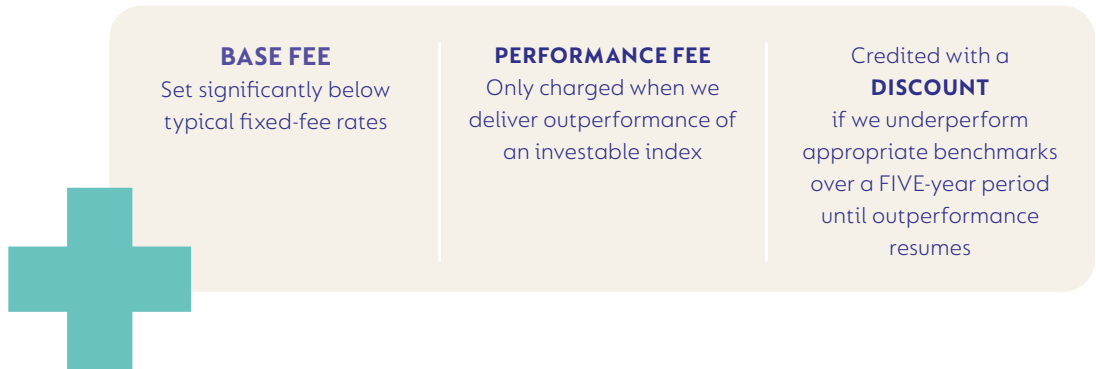 BASE FEE
Set significantly below
typical fixed-fee rates
PERFORMANCE FEE
Only charged when we
deliver outperformance of
an investable index
Credited with a
DISCOUNT
if we underperform
appropriate benchmarks
over a FIVE-year period
until outperformance
resumes